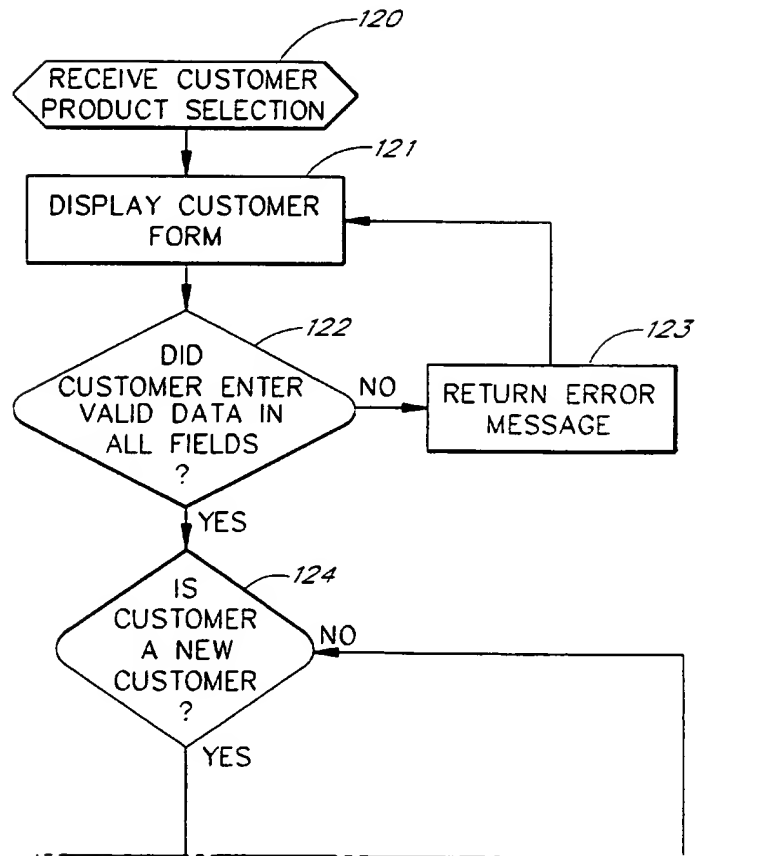 120
RECEIVE CUSTOMER
PRODUCT SELECTION
121
DISPLAY CUSTOMER
FORM
122
DID
CUSTOMER ENTER
VALID DATA IN
ALL FIELDS
?
NO
123
RETURN ERROR
MESSAGE
YES
124
IS
CUSTOMER
A NEW
CUSTOMER
?
NO
YES